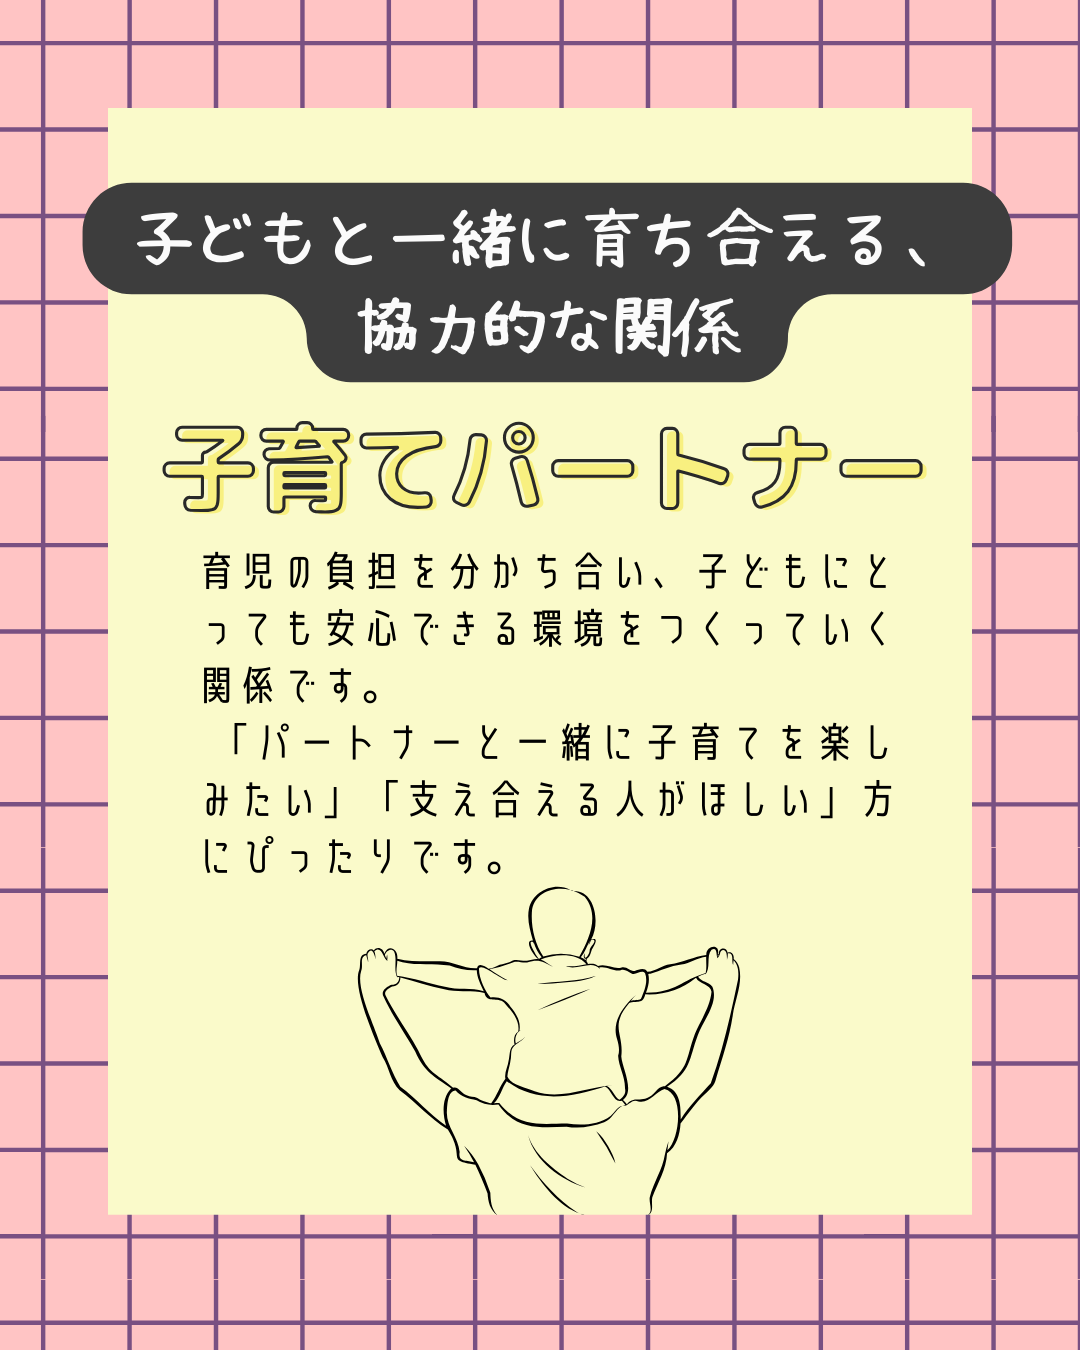 子どもと一緒に育ち合える、
協力的な関係
子育てパートナー
育児の負担を分かち合い、子どもにと
っても安心できる環境をつくっていく
関係です。
「パートナーと一緒に子育てを楽し
みたい」「支え合える人がほしい」方
にぴったりです。